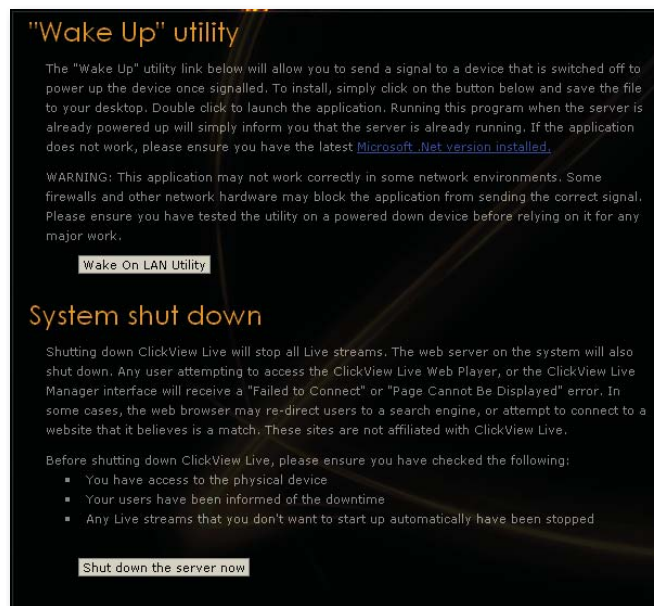 "Wake Up" utility
The "Wake Up" utility link below will allow you to send a signal to a device that is switched off to
power up the device once signalled. To install, simply click on the button below and save the file
to your desktop. Double click to launch the application. Running this program when the server is
already powered up will simply inform you that the server is already running. If the application
does not work, please ensure you have the latest Microsoft .Net version installed.
WARNING: This application may not work correctly in some network environments. Some
firewalls and other network hardware may block the application from sending the correct signal.
Please ensure you have tested the utility on a powered down device before relying on it for any
major work.
Wake On LAN Utility
System shut down
Shutting down ClickView Live will stop all Live streams. The web server on the system will also
shut down. Any user attempting to access the ClickView Live Web Player, or the ClickView Live
Manager interface will receive a "Failed to Connect" or "Page Cannot Be Displayed" error. In
some cases, the web browser may re-direct users to a search engine, or attempt to connect to a
website that it believes is a match. These sites are not affiliated with ClickView Live.
Before shutting down ClickView Live, please ensure you have checked the following:
▪ You have access to the physical device
▪ Your users have been informed of the downtime
▪ Any Live streams that you don't want to start up automatically have been stopped
Shut down the server now